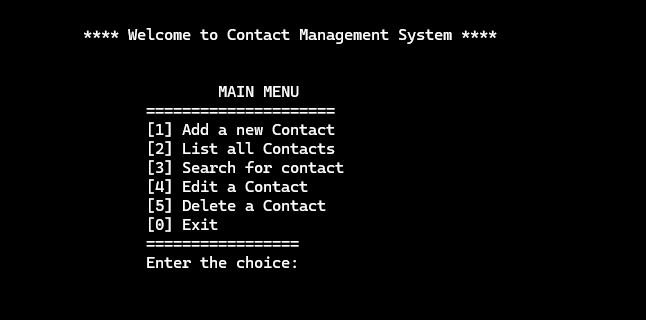 **** Welcome to Contact Management System ****
MAIN MENU
=====================
[1] Add a new Contact
[2] List all Contacts
[3] Search for contact
[4] Edit a Contact
[5] Delete a Contact
[0] Exit
=================
Enter the choice: